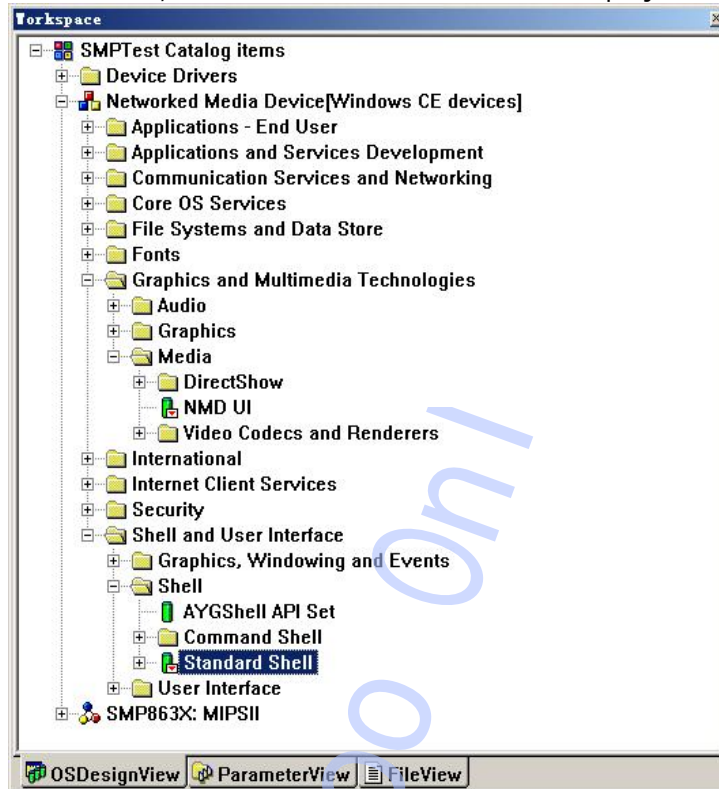 Workspace
SMPTest Catalog items
Device Drivers
Networked Media Device[Windows CE devices]
Applications - End User
Applications and Services Development
Communication Services and Networking
Core OS Services
File Systems and Data Store
Fonts
Graphics and Multimedia Technologies
Audio
Graphics
Media
DirectShow
NMD UI
Video Codecs and Renderers
International
Internet Client Services
Security
Shell and User Interface
Graphics, Windowing and Events
Shell
AYGShell API Set
Command Shell
Standard Shell
User Interface
SMP863X: MIPSII
OSDesignView ParameterView FileView